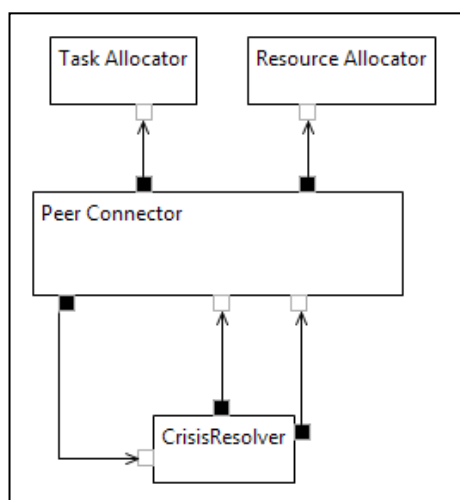 Task Allocator
Resource Allocator
Peer Connector
CrisisResolver